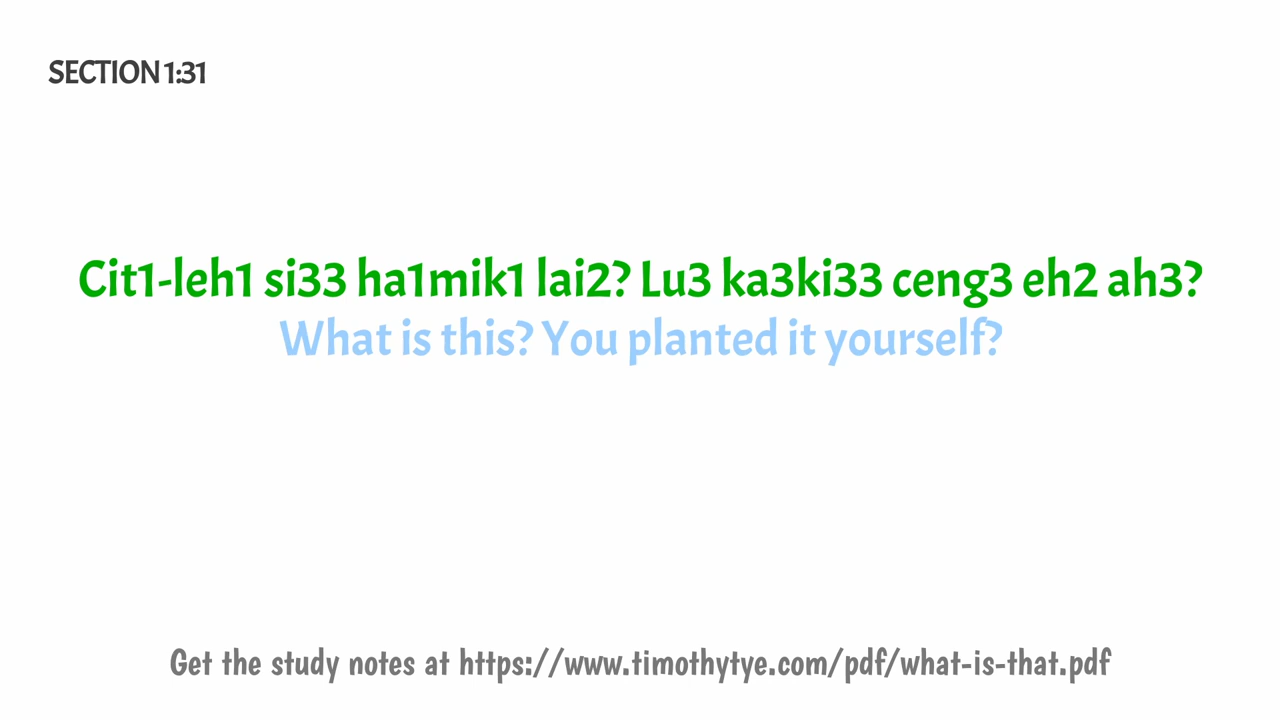 SECTION 1:31
Cit1-leh1 si33 ha1mik1 lai2? Lu3 ka3ki33 ceng3 eh2 ah3?
What is this? You planted it yourself?
Get the study notes at https://www.timothytye.com/pdf/what-is-that.pdf